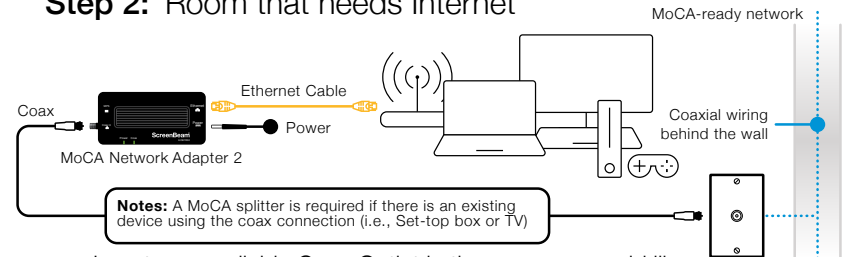 Step 2: Room that needs Internet
MoCA-ready network
Ethernet Cable
Coax
Power
ScreenBeam
MoCA Network Adapter 2
Coaxial wiring
behind the wall
Notes: A MoCA splitter is required if there is an existing
device using the coax connection (i.e., Set-top box or TV)